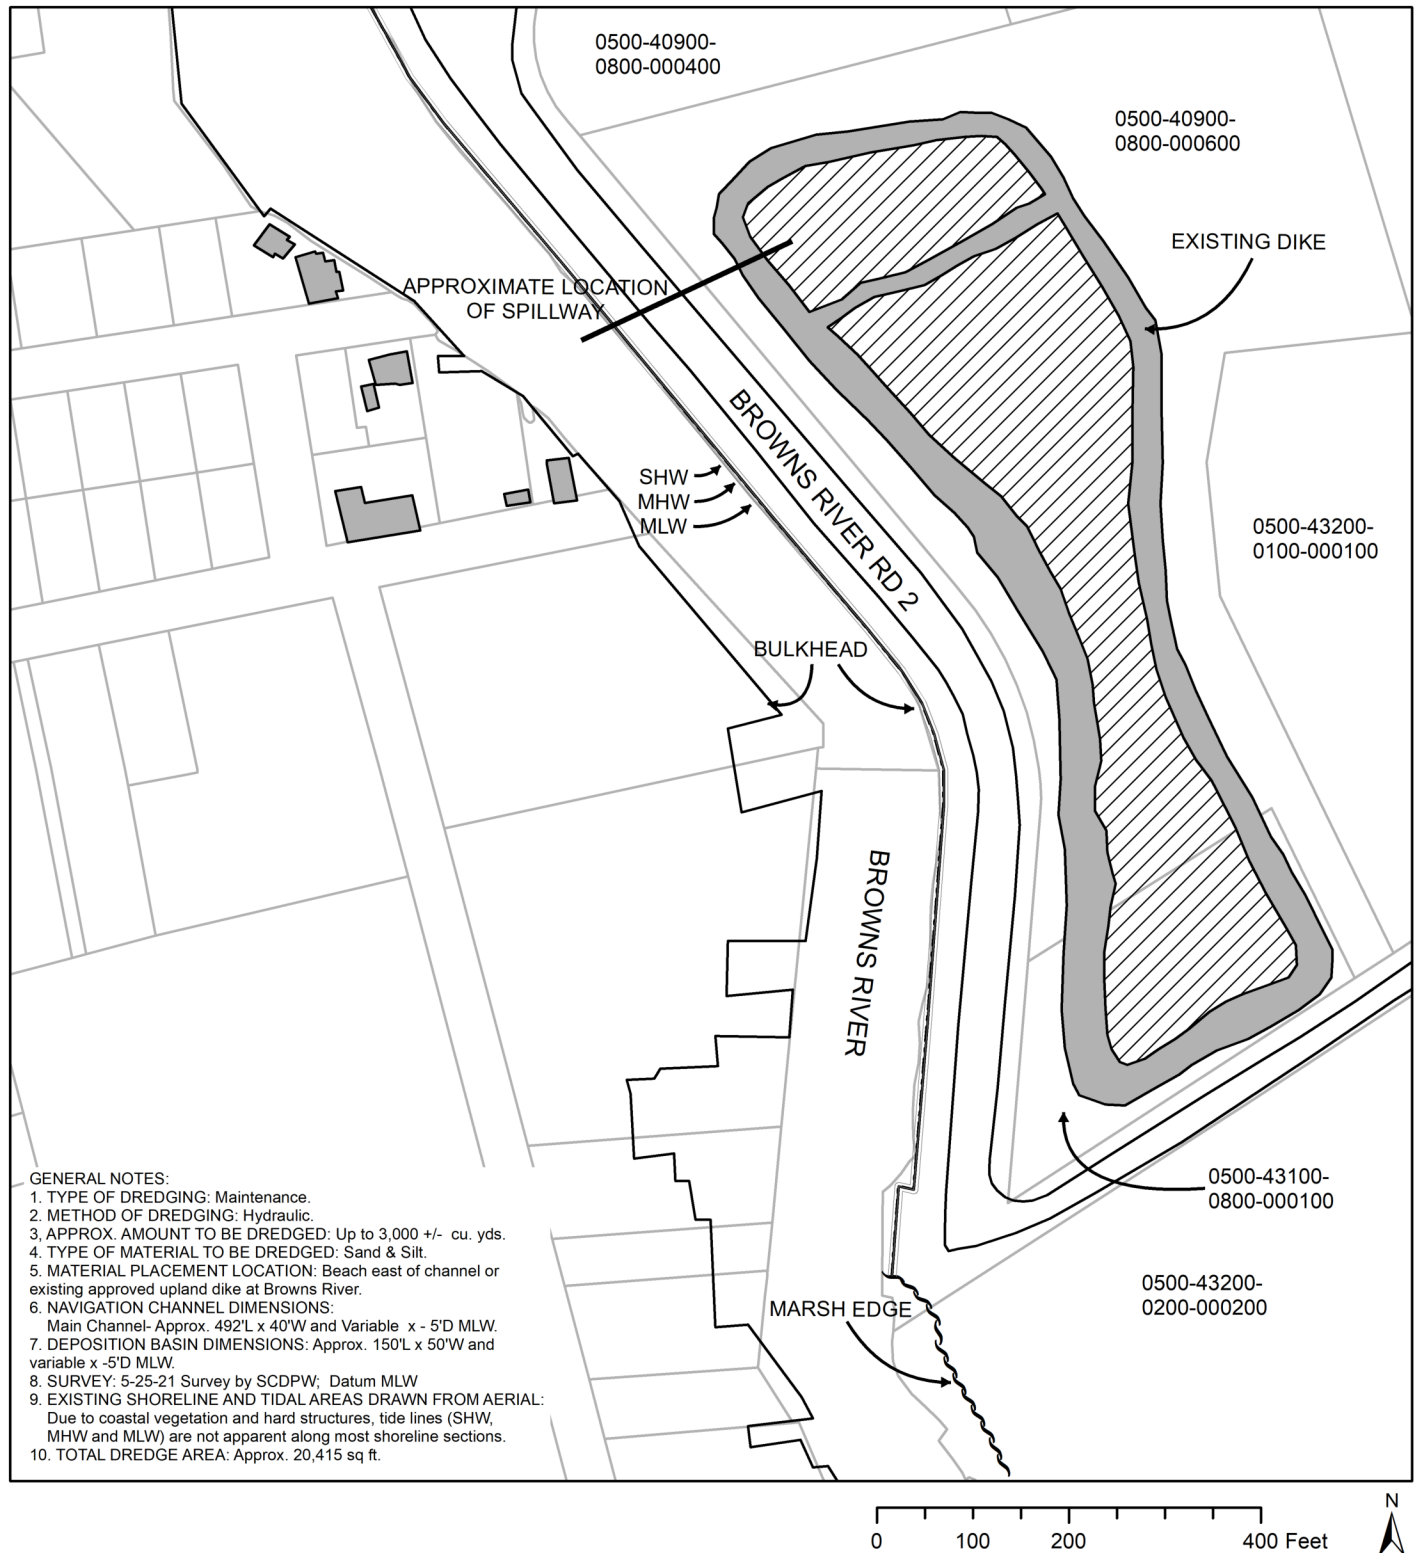 0500-40900-
0800-000400
0500-40900-
0800-000600
EXISTING DIKE
APPROXIMATE LOCATION
OF SPILLWAY
BROWNS RIVER RD 2
SHW
MHW
MLW
0500-43200-
0100-000100
BULKHEAD
BROWNS RIVER
0500-43100-
0800-000100
0500-43200-
0200-000200
MARSH EDGE
GENERAL NOTES:
1. TYPE OF DREDGING: Maintenance.
2. METHOD OF DREDGING: Hydraulic.
3, APPROX. AMOUNT TO BE DREDGED: Up to 3,000 +/- cu. yds.
4. TYPE OF MATERIAL TO BE DREDGED: Sand & Silt.
5. MATERIAL PLACEMENT LOCATION: Beach east of channel or
existing approved upland dike at Browns River.
6. NAVIGATION CHANNEL DIMENSIONS:
Main Channel- Approx. 492'L x 40'W and Variable x - 5'D MLW.
7. DEPOSITION BASIN DIMENSIONS: Approx. 150'L x 50'W and
variable x -5'D MLW.
8. SURVEY: 5-25-21 Survey by SCDPW; Datum MLW
9. EXISTING SHORELINE AND TIDAL AREAS DRAWN FROM AERIAL:
Due to coastal vegetation and hard structures, tide lines (SHW,
MHW and MLW) are not apparent along most shoreline sections.
10. TOTAL DREDGE AREA: Approx. 20,415 sq ft.
0 100 200 400 Feet
N